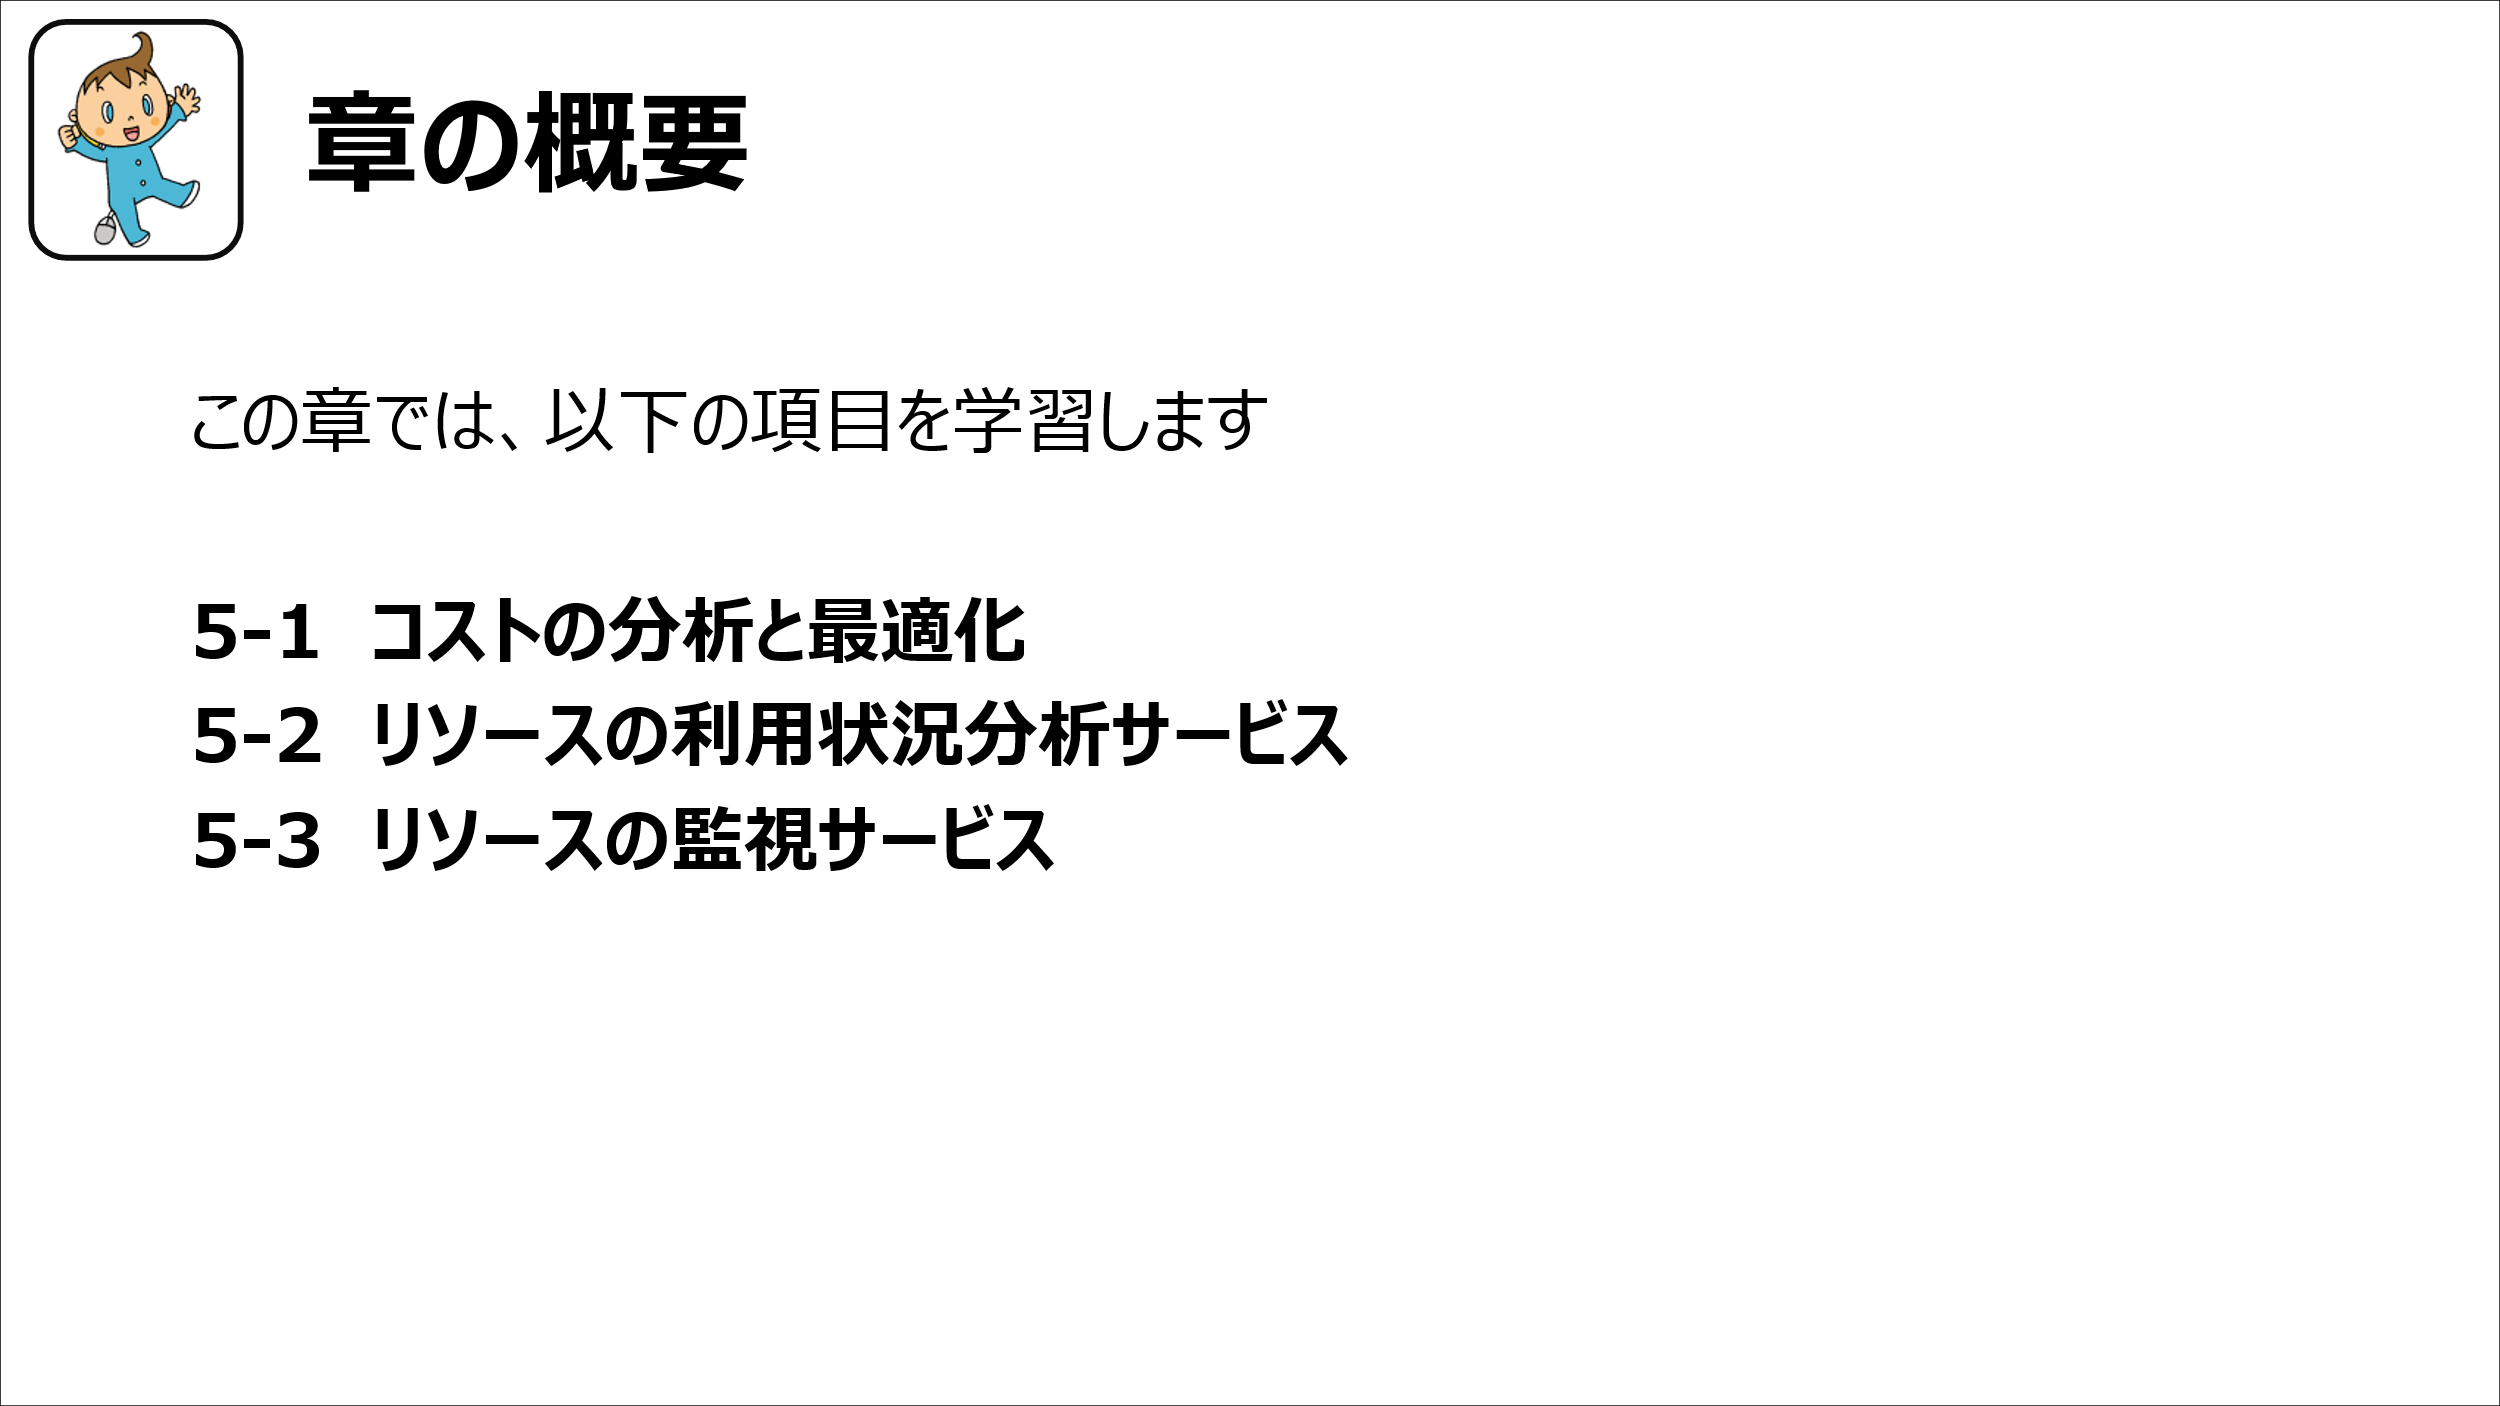 章の概要
この章では、以下の項目を学習します
5-1 コストの分析と最適化
5-2 リソースの利用状況分析サービス
5-3 リソースの監視サービス